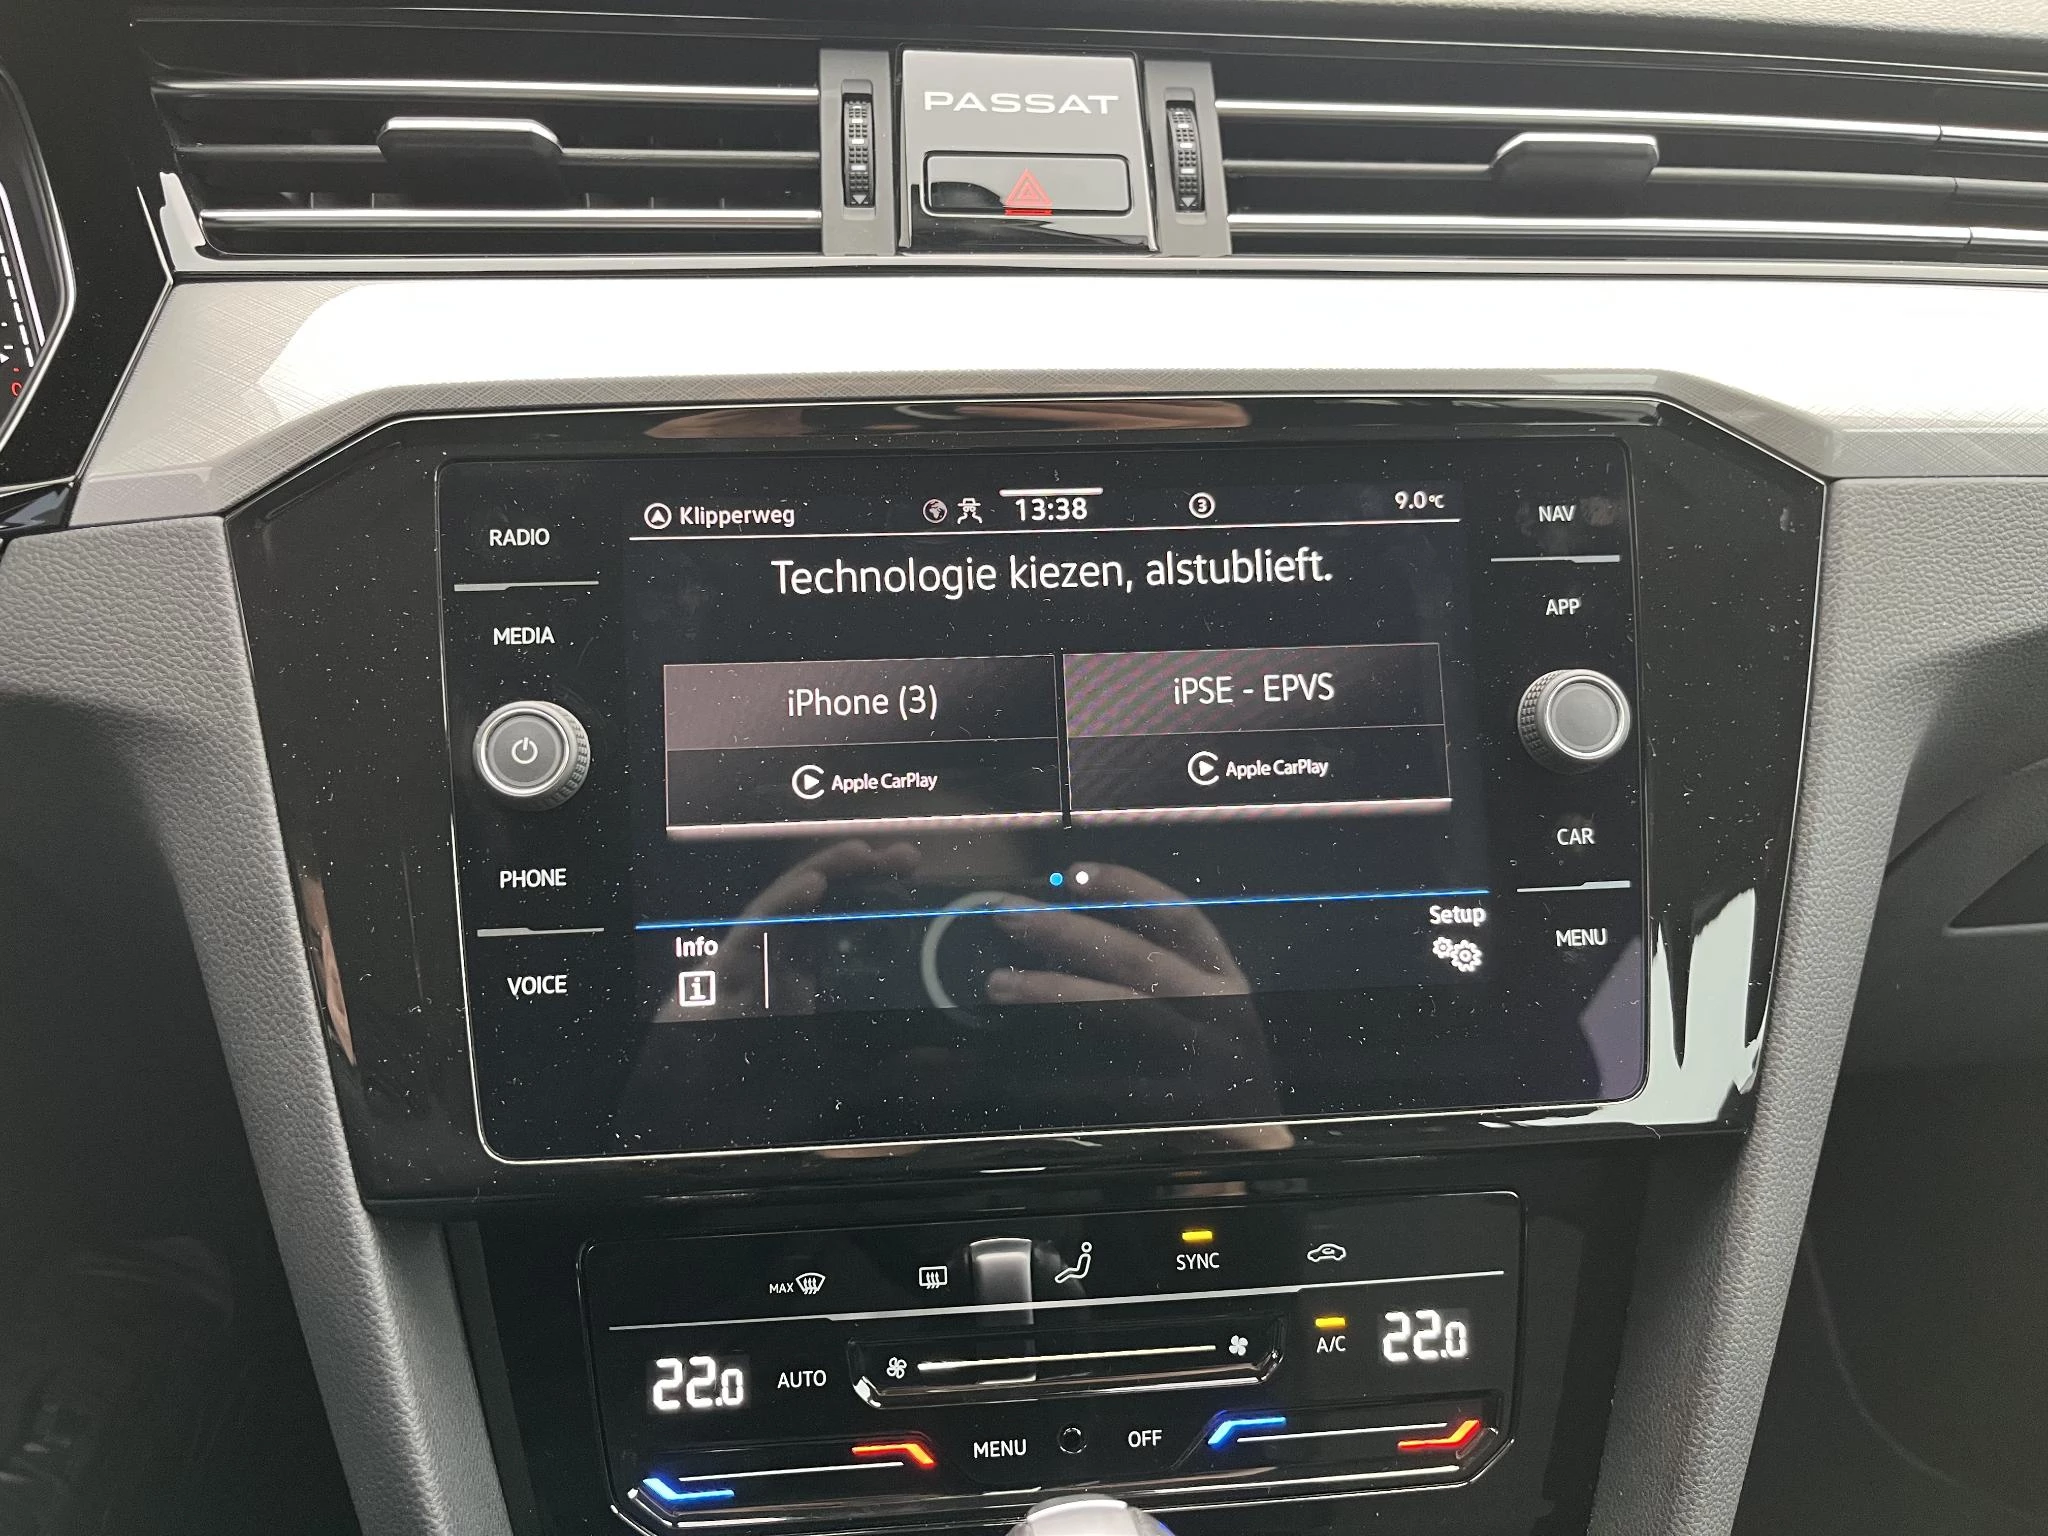 PASSAT
RADIO
MEDIA
PHONE
VOICE
Klipperweg 13:38 3 9.0°C
Technologie kiezen, alstublieft.
iPhone (3)
Apple CarPlay
iPSE - EPVS
Apple CarPlay
Info
Setup
NAV
APP
CAR
MENU
MAX
SYNC
22.0
AUTO
A/C
22.0
MENU
OFF